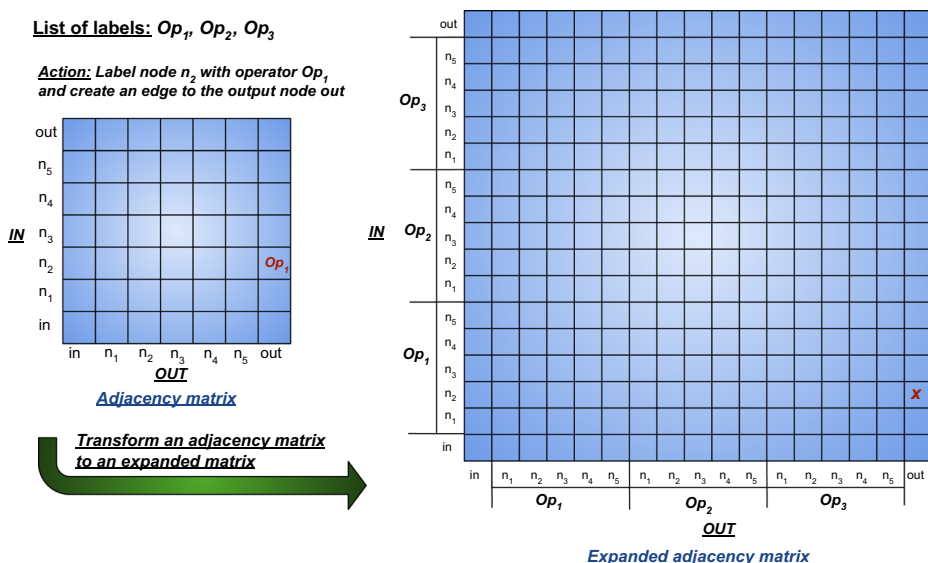 List of labels: Op1, Op2, Op3
Action: Label node n2 with operator Op1
and create an edge to the output node out
out
n5
n4
n3
n2
n1
in
IN
Op1
in n1 n2 n3 n4 n5 out
OUT
Adjacency matrix
Transform an adjacency matrix
to an expanded matrix
out
n5
n4
n3
n2
n1
Op3
n5
n4
n3
n2
n1
Op2
IN
n5
n4
n3
n2
n1
Op1
in
x
in n1 n2 n3 n4 n5 n1 n2 n3 n4 n5 n1 n2 n3 n4 n5 out
Op1 Op2 Op3
OUT
Expanded adjacency matrix